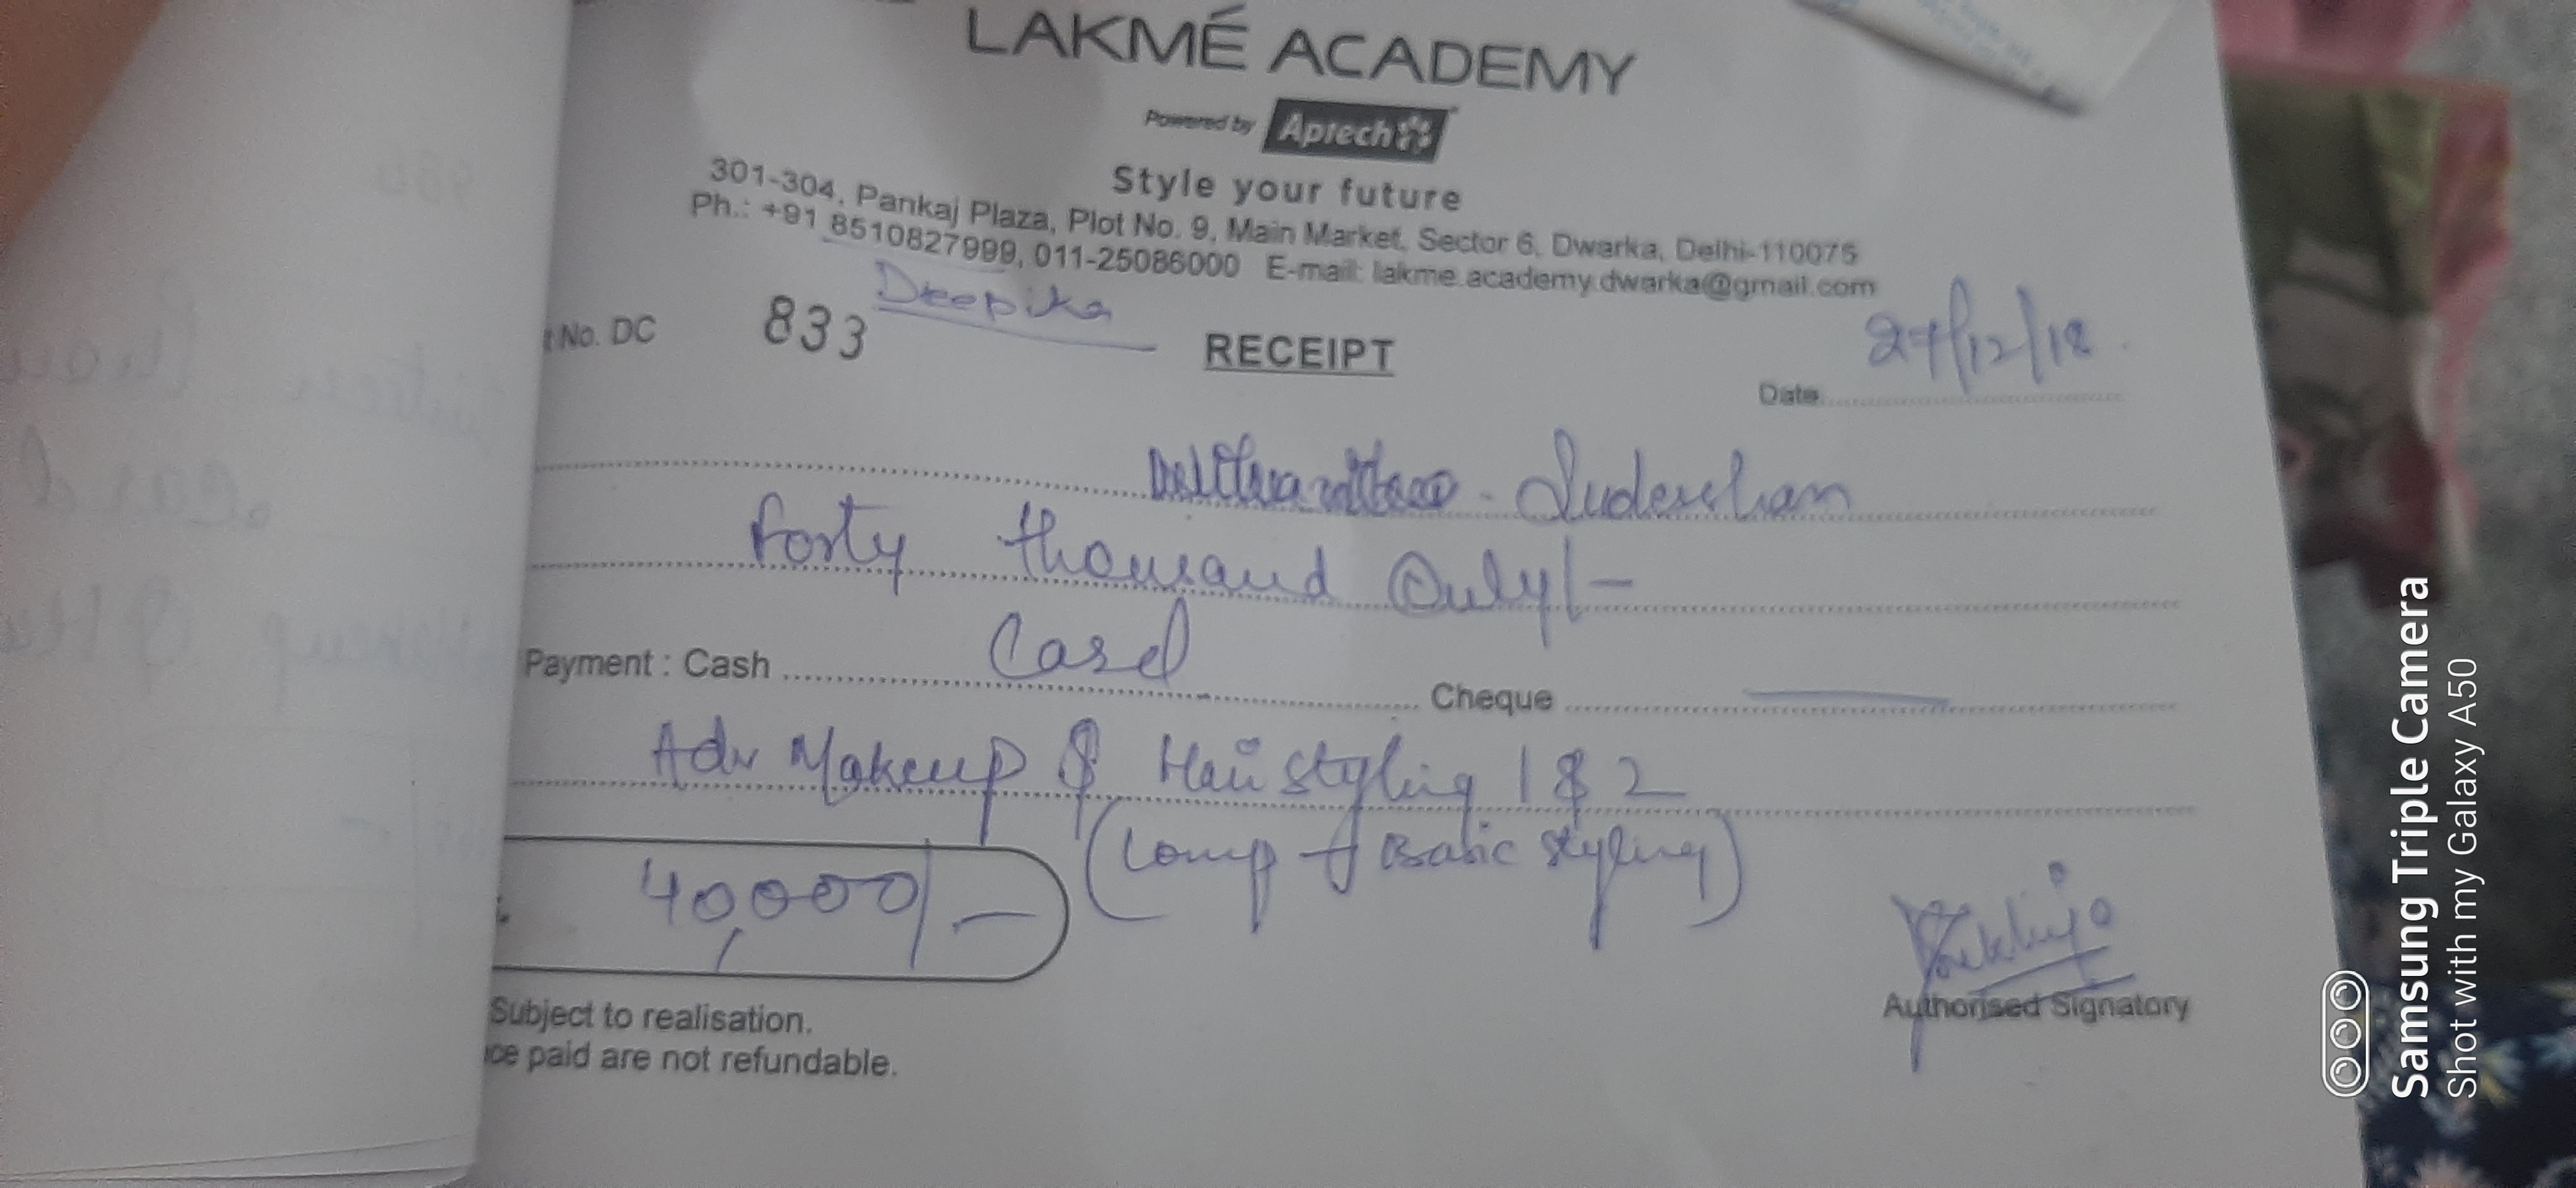 LAKMÉ ACADEMY
Powered by Aptech
Style your future
301-304, Pankaj Plaza, Plot No. 9, Main Market, Sector 6, Dwarka, Delhi-110075
Ph.: +91 8510827999, 011-25086000 E-mail: lakme.academy.dwarka@gmail.com
Deepika
t No. DC 833
RECEIPT
Date 27/12/18
Sudershan
Forty thousand Only/-
Payment : Cash Card Cheque
Adv Makeup & Hair Styling 1 & 2
(Comp of Basic Styling)
40,000/-
Subject to realisation.
ice paid are not refundable.
Authorised Signatory
Samsung Triple Camera
Shot with my Galaxy A50